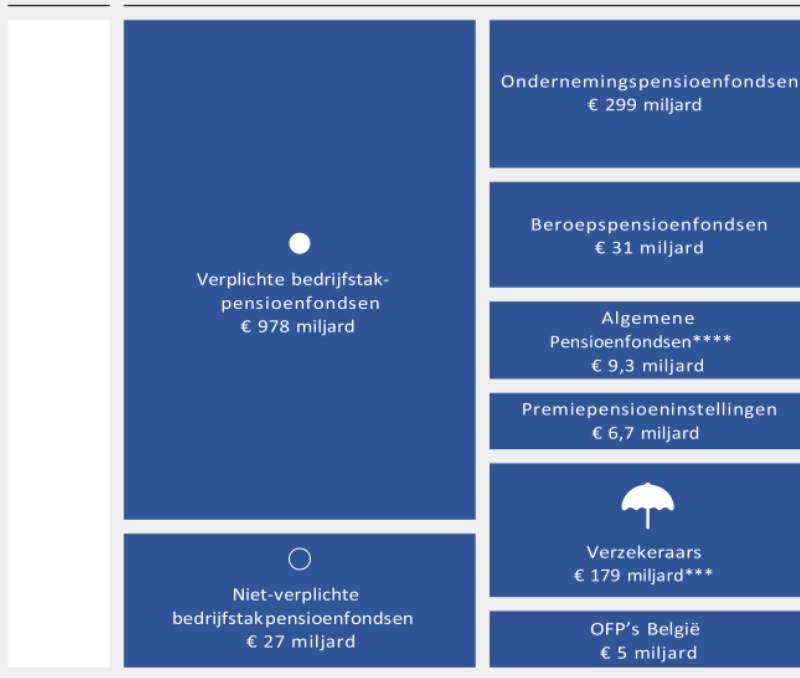 Verplichte bedrijfstak-
pensioenfondsen
€ 978 miljard
Niet-verplichte
bedrijfstakpensioenfondsen
€ 27 miljard
Ondernemingspensioenfondsen
€ 299 miljard
Beroepspensioenfondsen
€ 31 miljard
Algemene
Pensioenfondsen****
€ 9,3 miljard
Premiepensioeninstellingen
€ 6,7 miljard
Verzekeraars
€ 179 miljard***
OFP's België
€ 5 miljard